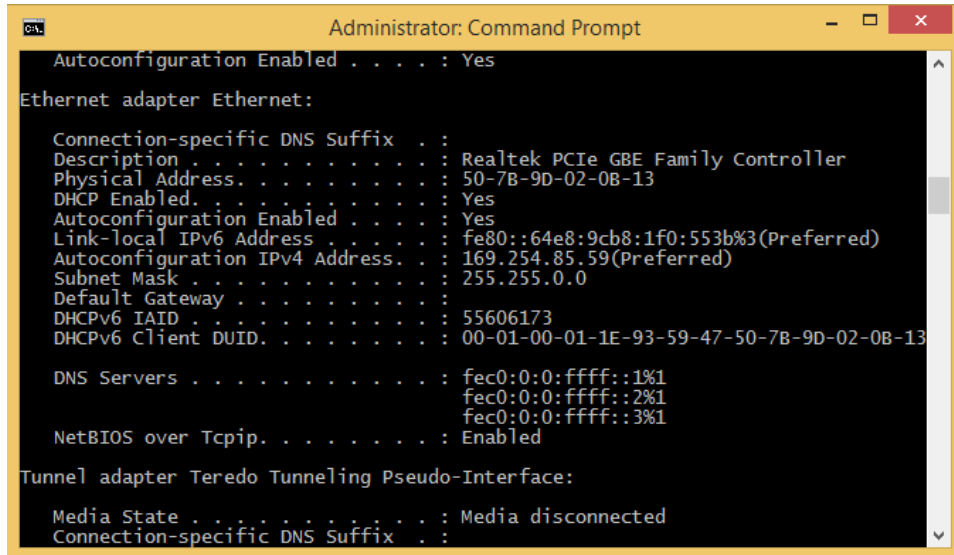 Administrator: Command Prompt
Autoconfiguration Enabled . . . . : Yes
Ethernet adapter Ethernet:
Connection-specific DNS Suffix  . :
Description . . . . . . . . . . . : Realtek PCIe GBE Family Controller
Physical Address. . . . . . . . . : 50-7B-9D-02-0B-13
DHCP Enabled. . . . . . . . . . . : Yes
Autoconfiguration Enabled . . . . : Yes
Link-local IPv6 Address . . . . . : fe80::64e8:9cb8:1f0:553b%3(Preferred)
Autoconfiguration IPv4 Address. . : 169.254.85.59(Preferred)
Subnet Mask . . . . . . . . . . . : 255.255.0.0
Default Gateway . . . . . . . . . :
DHCPv6 IAID . . . . . . . . . . . : 55606173
DHCPv6 Client DUID. . . . . . . . : 00-01-00-01-1E-93-59-47-50-7B-9D-02-0B-13
DNS Servers . . . . . . . . . . . : fec0:0:0:ffff::1%1
fec0:0:0:ffff::2%1
fec0:0:0:ffff::3%1
NetBIOS over Tcpip. . . . . . . . : Enabled
Tunnel adapter Teredo Tunneling Pseudo-Interface:
Media State . . . . . . . . . . . : Media disconnected
Connection-specific DNS Suffix  . :